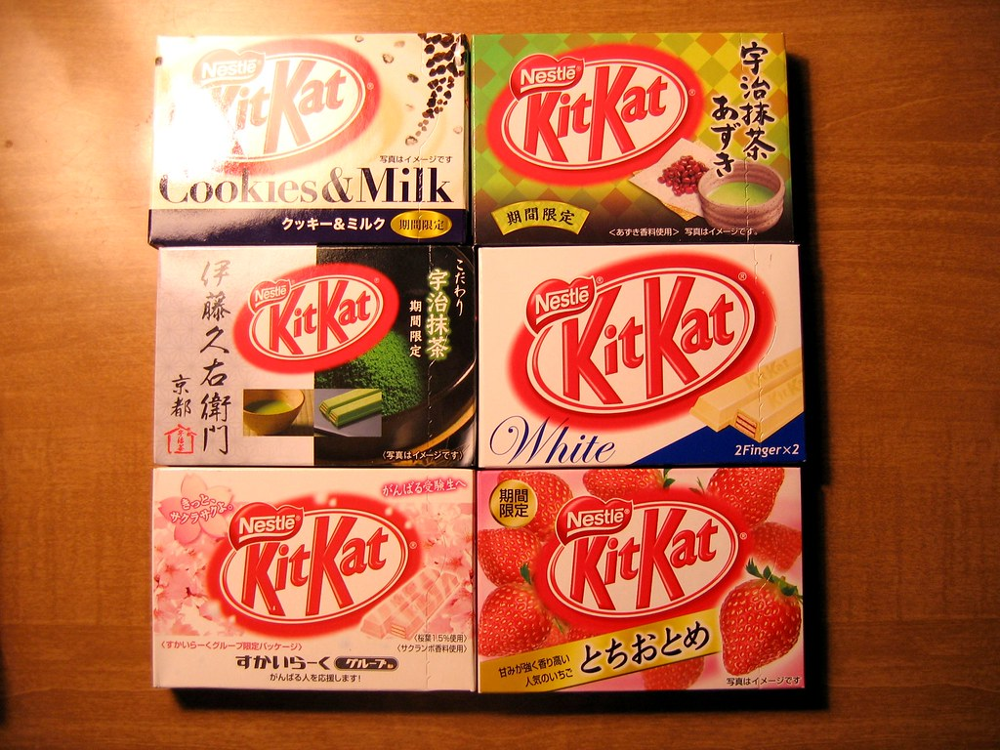 Nestlé
KitKat®
写真はイメージです
Cookies&Milk
クッキー&ミルク
期間限定
Nestlé
KitKat®
宇治抹茶
あずき
期間限定
<あずき香料使用> 写真はイメージです。
伊藤久右衛門
京都
Nestlé
KitKat®
こだわり
宇治抹茶
期間限定
<写真はイメージです>
Nestlé
KitKat®
White
2Finger×2
きっと、
サクラサクよ。
がんばる受験生へ
Nestlé
KitKat®
<桜葉1.5%使用>
<サクランボ香料使用>
<すかいらーくグループ限定パッケージ>
すかいらーく グループ
がんばる人を応援します!
期間
限定
Nestlé
KitKat®
甘みが強く香り高い
人気のいちご
とちおとめ
写真はイメージです